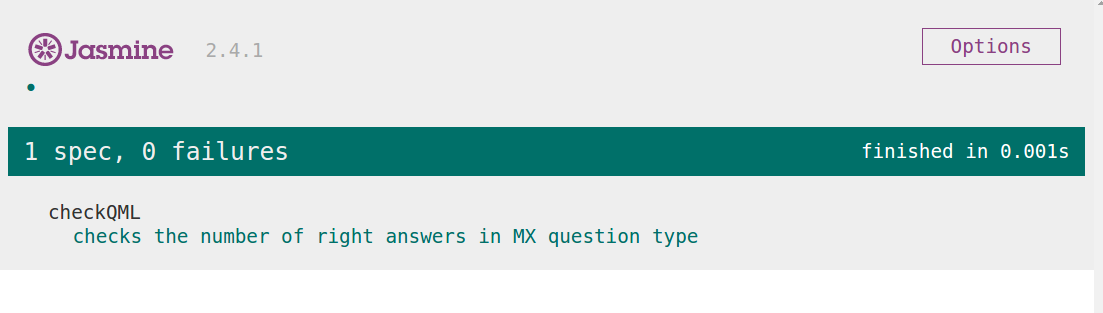 Jasmine 2.4.1 Options
•
1 spec, 0 failures finished in 0.001s
checkQML
checks the number of right answers in MX question type